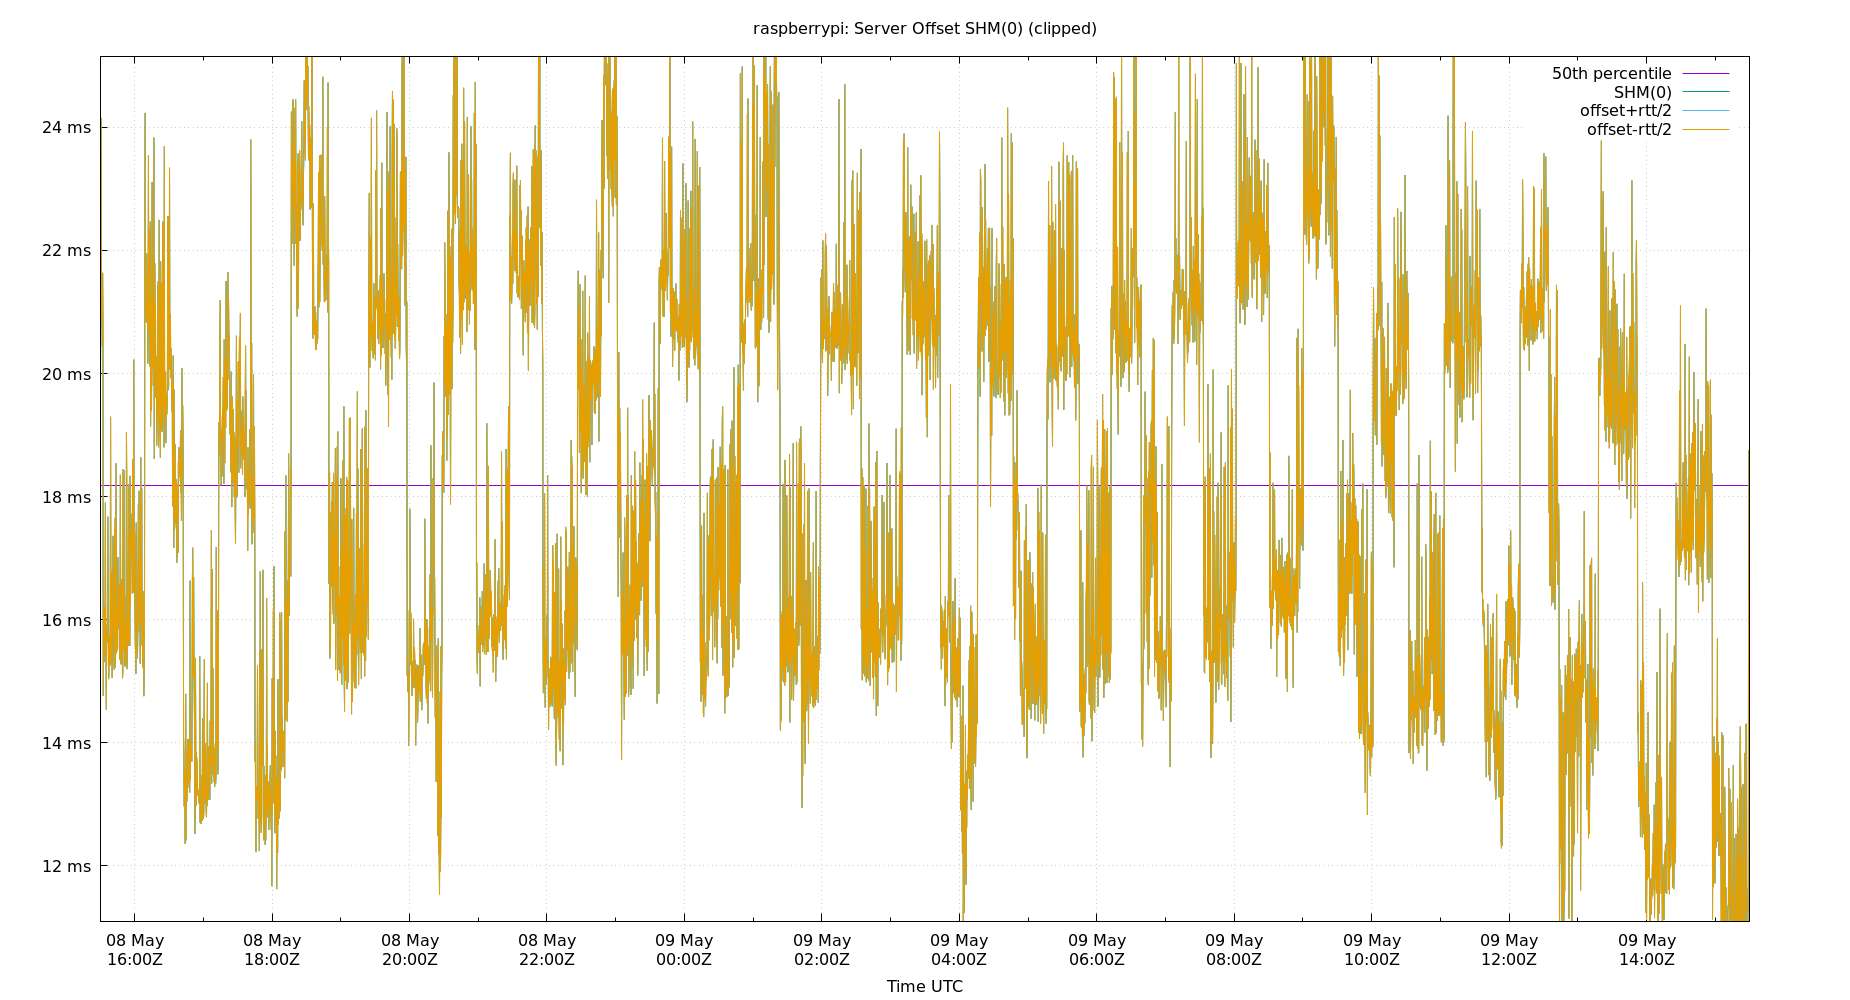 raspberrypi: Server Offset SHM(0) (clipped)
50th percentile
SHM(0)
offset+rtt/2
offset-rtt/2
24 ms
22 ms
20 ms
18 ms
16 ms
14 ms
12 ms
08 May 08 May 08 May 08 May 09 May 09 May 09 May 09 May 09 May 09 May 09 May 09 May
16:00Z 18:00Z 20:00Z 22:00Z 00:00Z 02:00Z 04:00Z 06:00Z 08:00Z 10:00Z 12:00Z 14:00Z
Time UTC